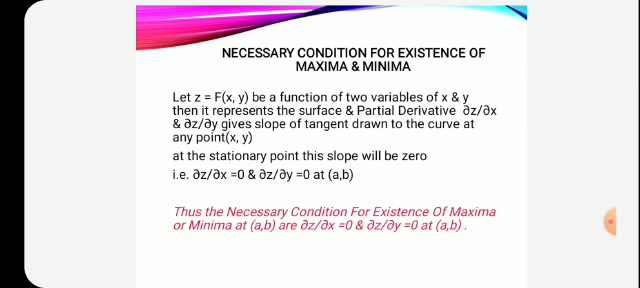 NECESSARY CONDITION FOR EXISTENCE OF
MAXIMA & MINIMA
Let z = F(x, y) be a function of two variables of x & y
then it represents the surface & Partial Derivative ∂z/∂x
& ∂z/∂y gives slope of tangent drawn to the curve at
any point(x, y)
at the stationary point this slope will be zero
i.e. ∂z/∂x =0 & ∂z/∂y =0 at (a,b)
Thus the Necessary Condition For Existence Of Maxima
or Minima at (a,b) are ∂z/∂x =0 & ∂z/∂y =0 at (a,b) .